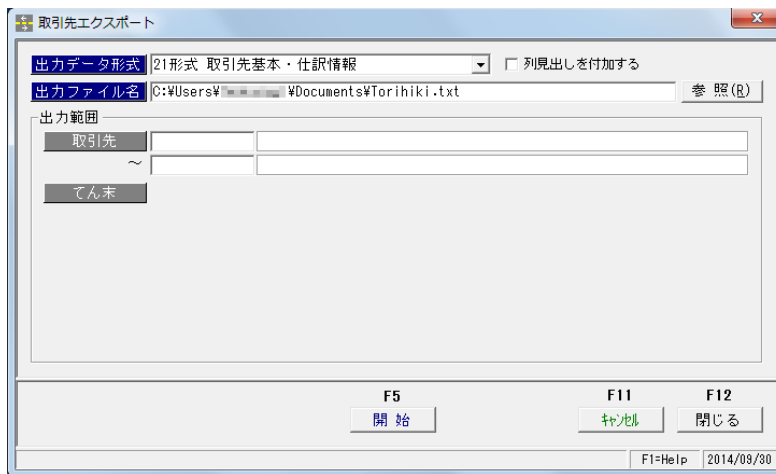 取引先エクスポート
出力データ形式 21形式 取引先基本・仕訳情報 列見出しを付加する
出力ファイル名 C:¥Users¥ ¥Documents¥Torihiki.txt 参 照(R)
出力範囲
取引先
～
てん末
F5 F11 F12
開 始 ｷｬﾝｾﾙ 閉じる
F1=Help 2014/09/30